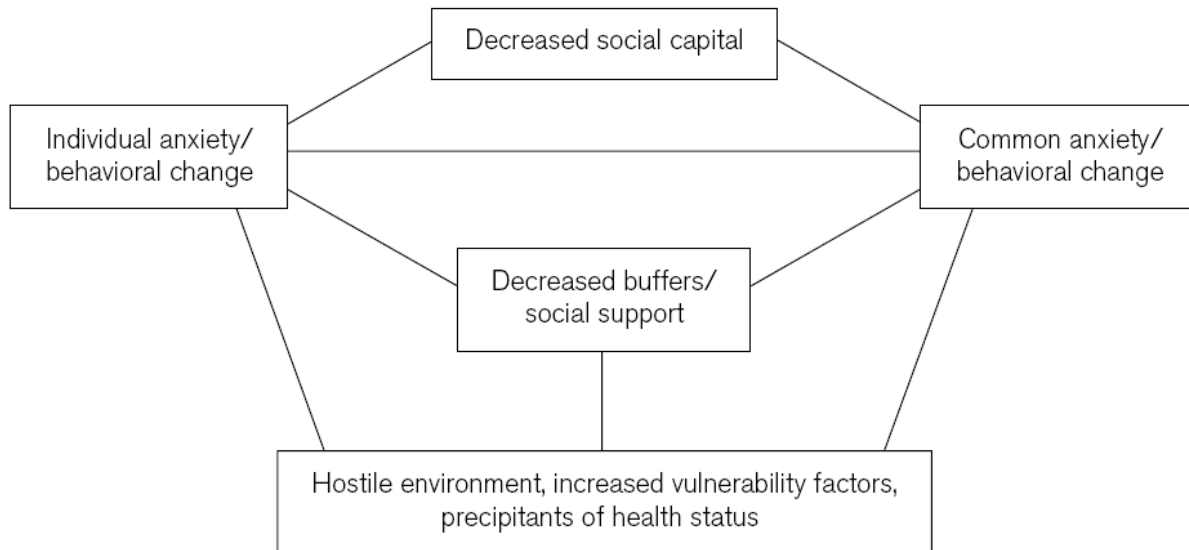 Decreased social capital
Individual anxiety/
behavioral change
Common anxiety/
behavioral change
Decreased buffers/
social support
Hostile environment, increased vulnerability factors,
precipitants of health status